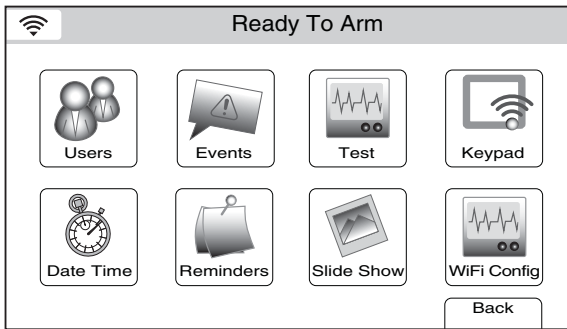 Ready To Arm
Users
Events
Test
Keypad
Date Time
Reminders
Slide Show
WiFi Config
Back